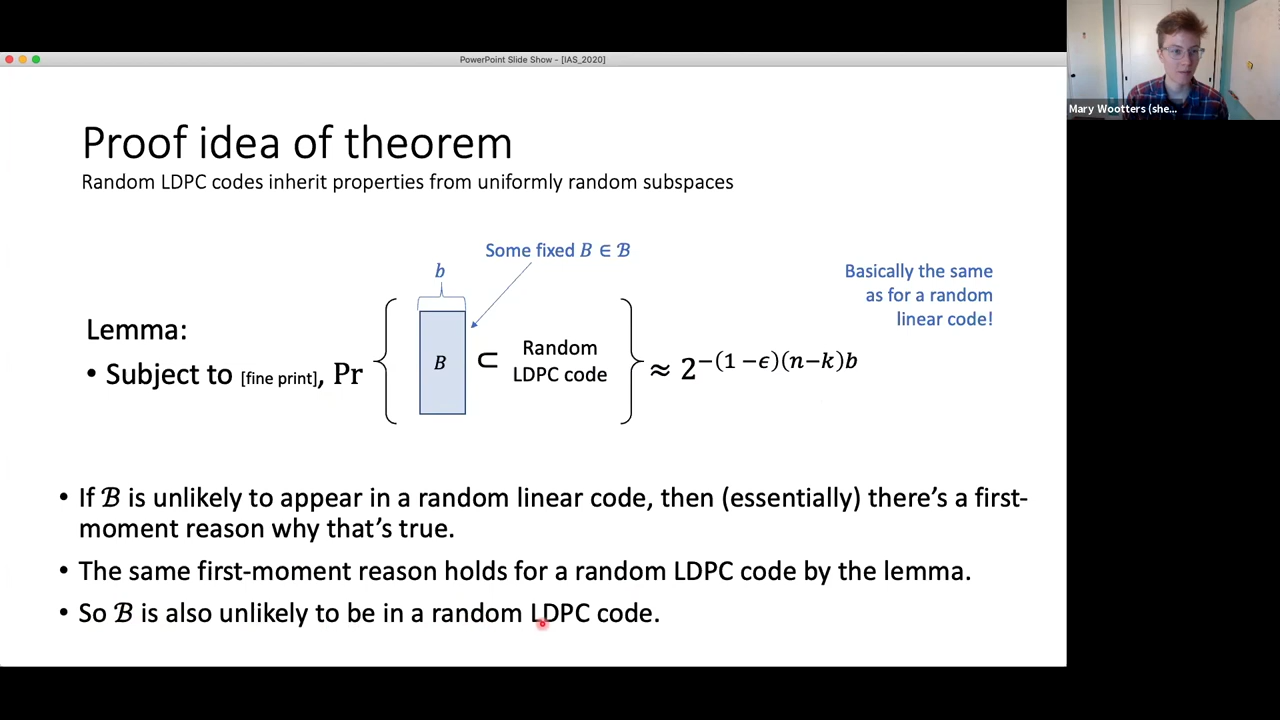 PowerPoint Slide Show - [IAS_2020]
Mary Wootters (she...
Proof idea of theorem
Random LDPC codes inherit properties from uniformly random subspaces
Some fixed B ∈ ℬ
b
Basically the same
as for a random
linear code!
Lemma:
• Subject to [fine print], Pr { B ⊂ Random LDPC code } ≈ 2^{−(1 −ϵ)(n−k)b}
• If ℬ is unlikely to appear in a random linear code, then (essentially) there's a first-
moment reason why that's true.
• The same first-moment reason holds for a random LDPC code by the lemma.
• So ℬ is also unlikely to be in a random LDPC code.